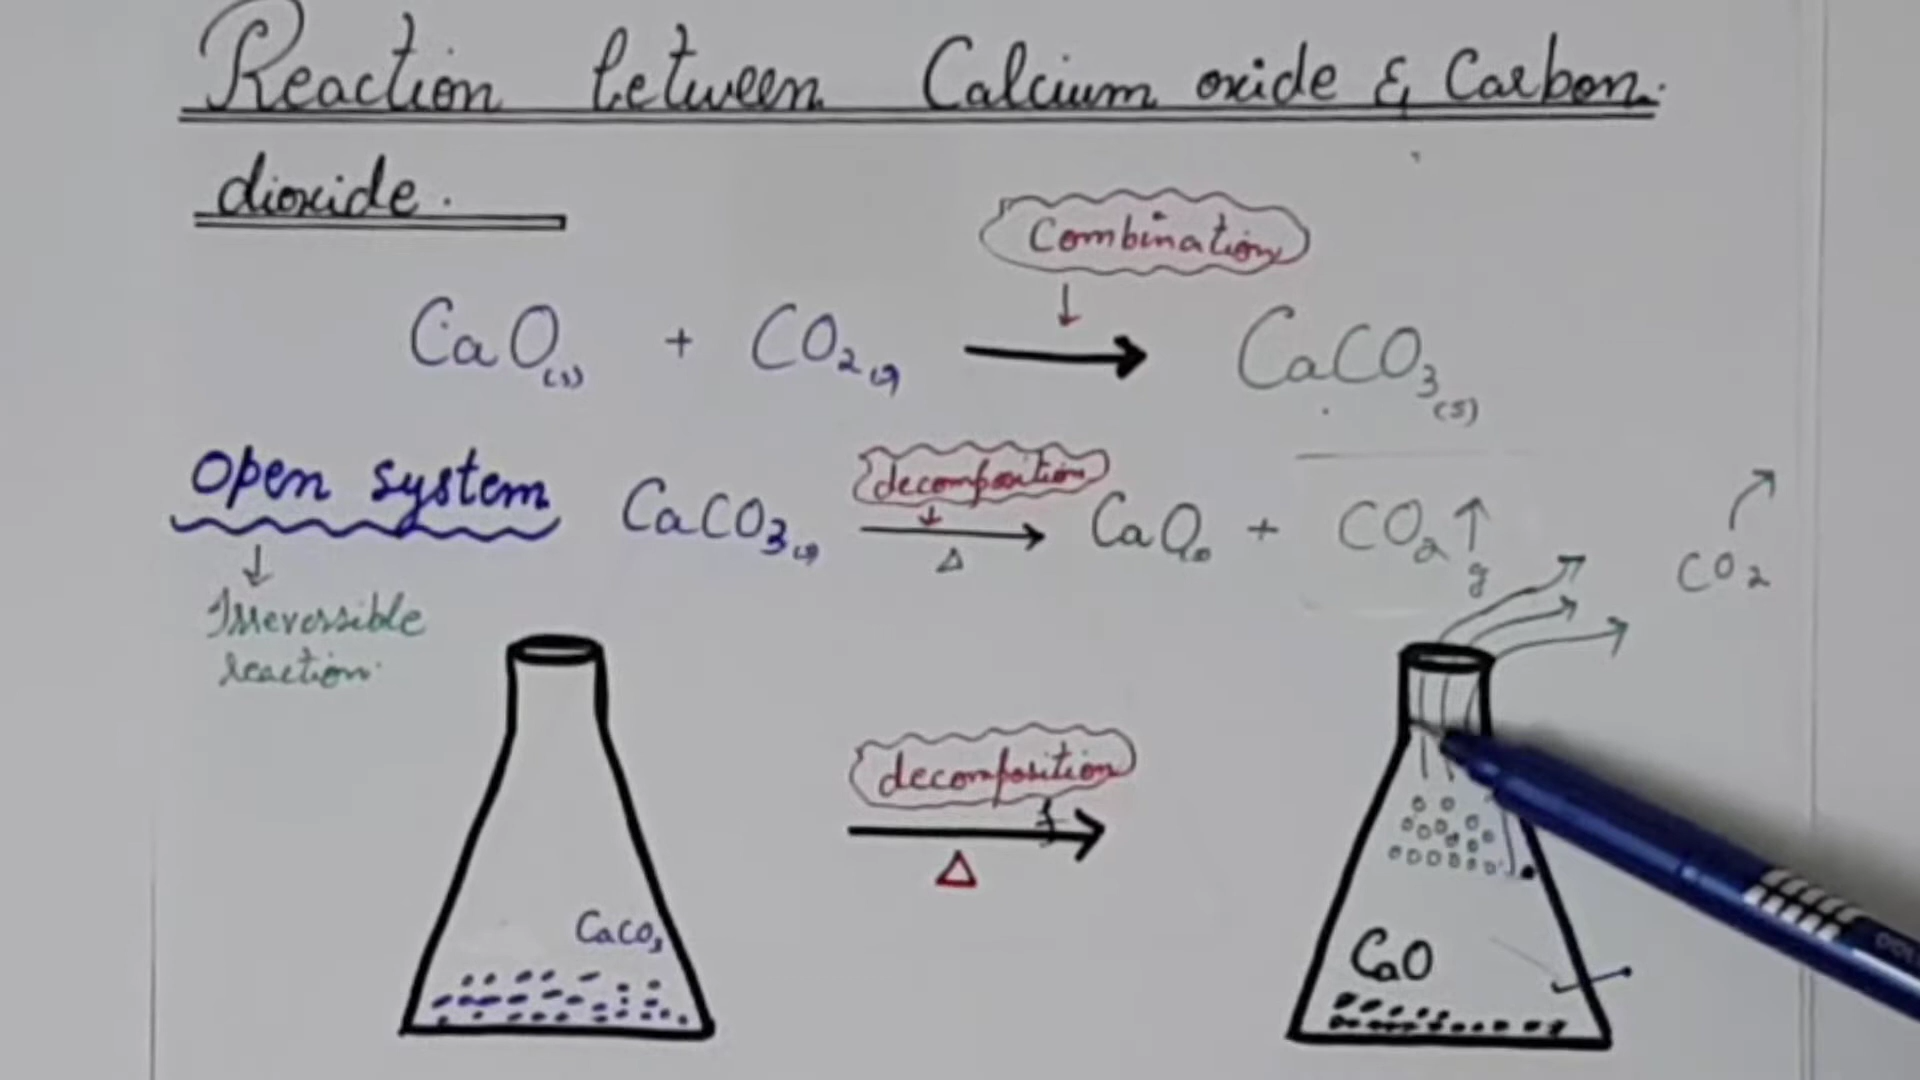 Reaction between Calcium oxide & Carbon.
dioxide.
Combination
CaO(s) + CO2(g) → CaCO3(s)
Open system CaCO3(s) decomposition → Δ CaO + CO2↑ g
CO2
Irreversible
reaction.
decomposition
Δ
CaCO3
CaO